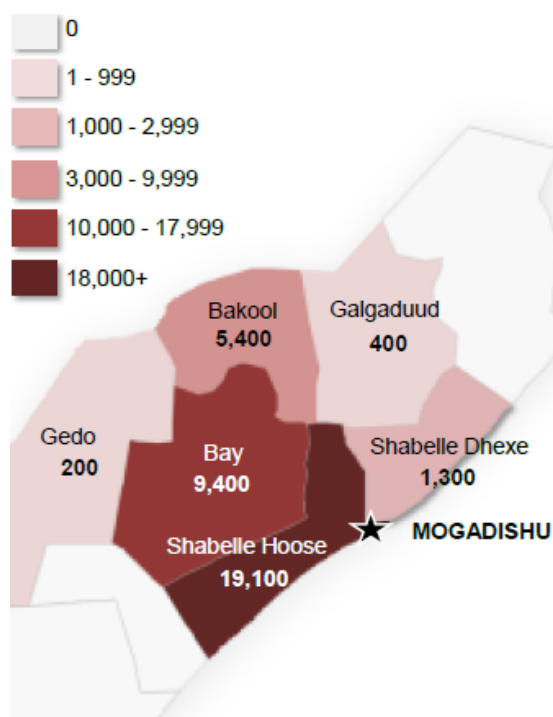 0
1 - 999
1,000 - 2,999
3,000 - 9,999
10,000 - 17,999
18,000+
Bakool
5,400
Galgaduud
400
Gedo
200
Bay
9,400
Shabelle Dhexe
1,300
MOGADISHU
Shabelle Hoose
19,100